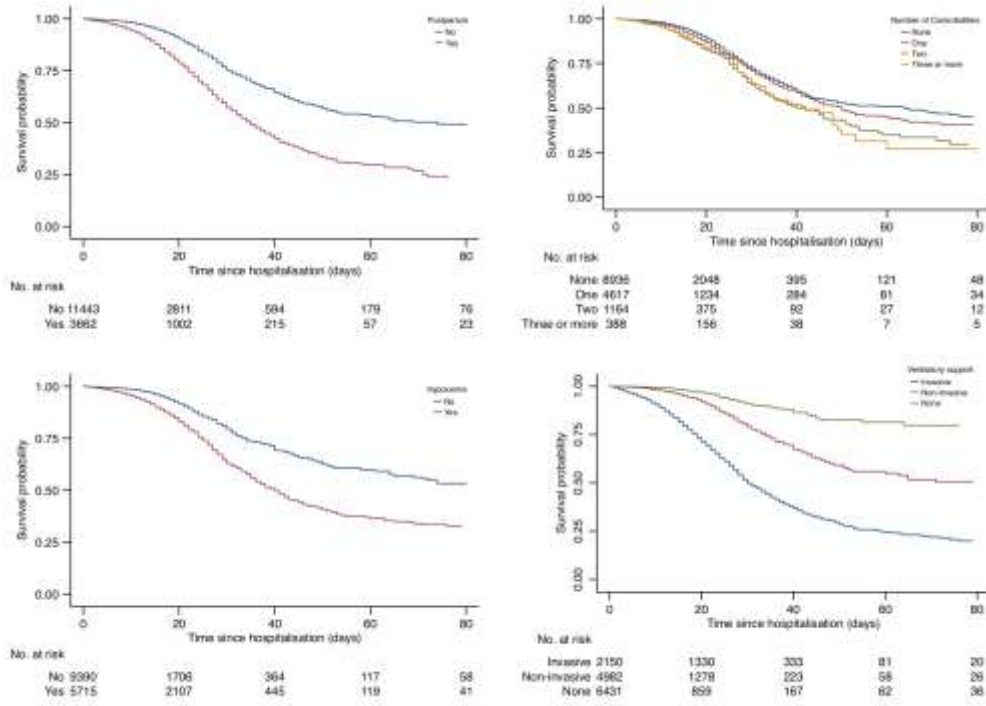 Postpartum
No
Yes
1.00
0.75
0.50
0.25
0.00
Survival probability
0 20 40 60 80
Time since hospitalisation (days)
No. at risk
No 11443 2811 594 179 76
Yes 3662 1002 215 57 23
Number of Comorbidities
None
One
Two
Three or more
1.00
0.75
0.50
0.25
0.00
Survival probability
0 20 40 60 80
Time since hospitalisation (days)
No. at risk
None 8936 2048 395 121 48
One 4617 1234 284 81 34
Two 1164 375 92 27 12
Three or more 388 156 38 7 5
Hypoxemia
No
Yes
1.00
0.75
0.50
0.25
0.00
Survival probability
0 20 40 60 80
Time since hospitalisation (days)
No. at risk
No 9390 1706 364 117 58
Yes 5715 2107 445 119 41
Ventilatory support
Invasive
Non-invasive
None
1.00
0.75
0.50
0.25
0.00
Survival probability
0 20 40 60 80
Time since hospitalisation (days)
No. at risk
Invasive 2150 1330 333 81 20
Non-invasive 4982 1278 223 58 26
None 6431 859 167 62 36